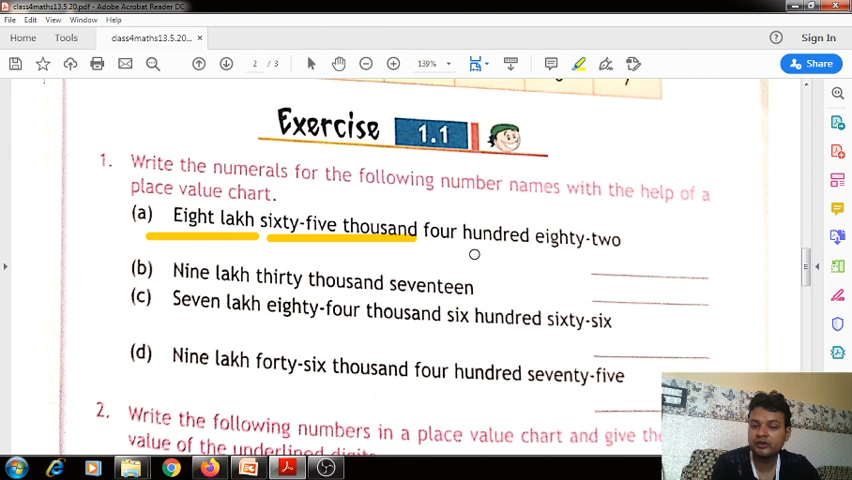 class4maths13.5.20.pdf - Adobe Acrobat Reader DC
File Edit View Window Help
Home Tools class4maths13.5.20... × Sign In
2 / 3 139% Share
Exercise 1.1
1. Write the numerals for the following number names with the help of a
place value chart.
(a) Eight lakh sixty-five thousand four hundred eighty-two
(b) Nine lakh thirty thousand seventeen
(c) Seven lakh eighty-four thousand six hundred sixty-six
(d) Nine lakh forty-six thousand four hundred seventy-five
2. Write the following numbers in a place value chart and give the
value of the underlined digits